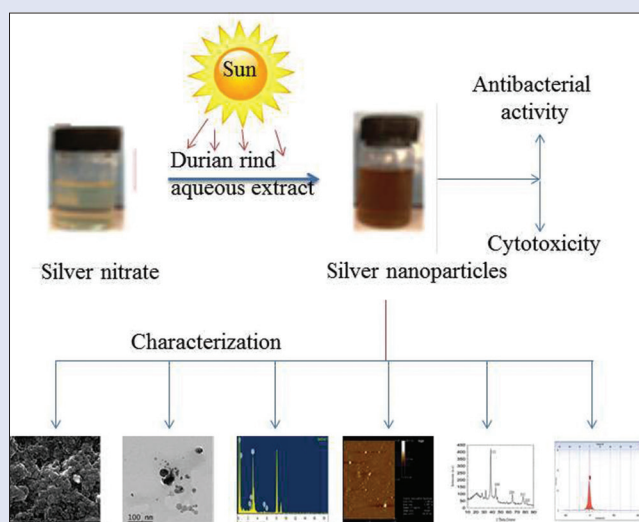 Sun
Antibacterial
activity
Durian rind
aqueous extract
Cytotoxicity
Silver nitrate
Silver nanoparticles
Characterization
100 nm